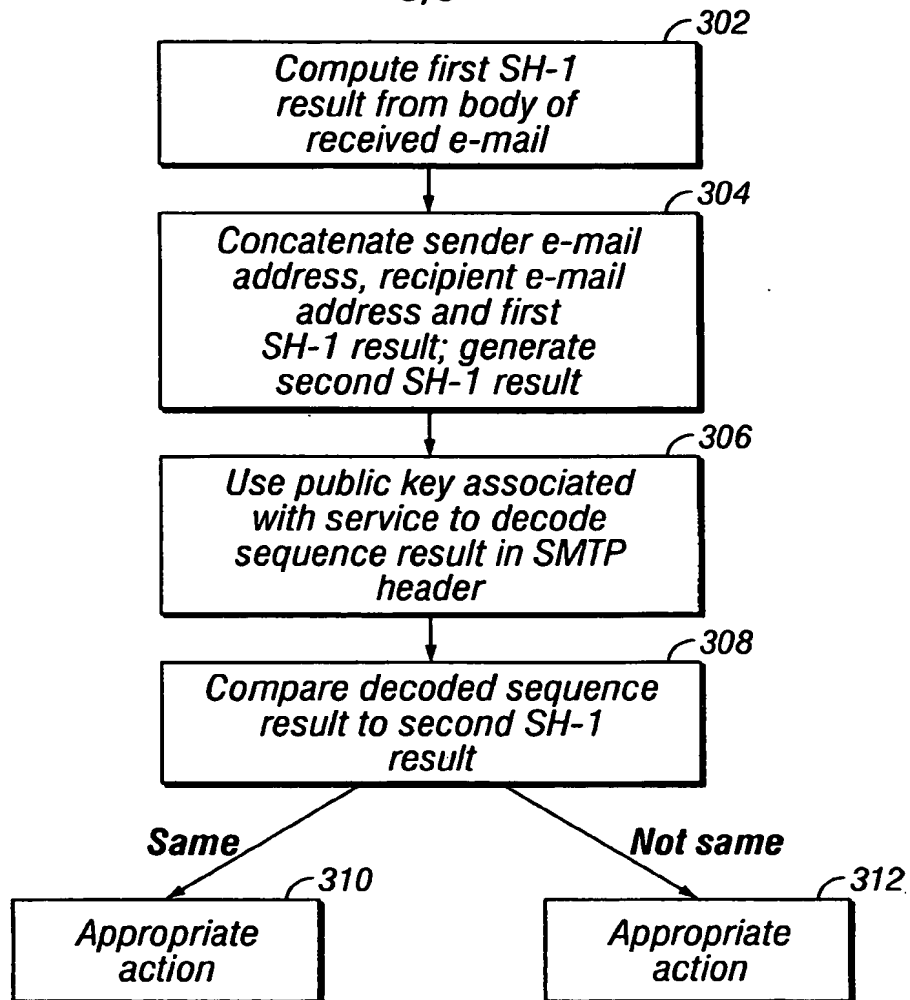 302
Compute first SH-1
result from body of
received e-mail
304
Concatenate sender e-mail
address, recipient e-mail
address and first
SH-1 result; generate
second SH-1 result
306
Use public key associated
with service to decode
sequence result in SMTP
header
308
Compare decoded sequence
result to second SH-1
result
Same
Not same
310
Appropriate
action
312
Appropriate
action